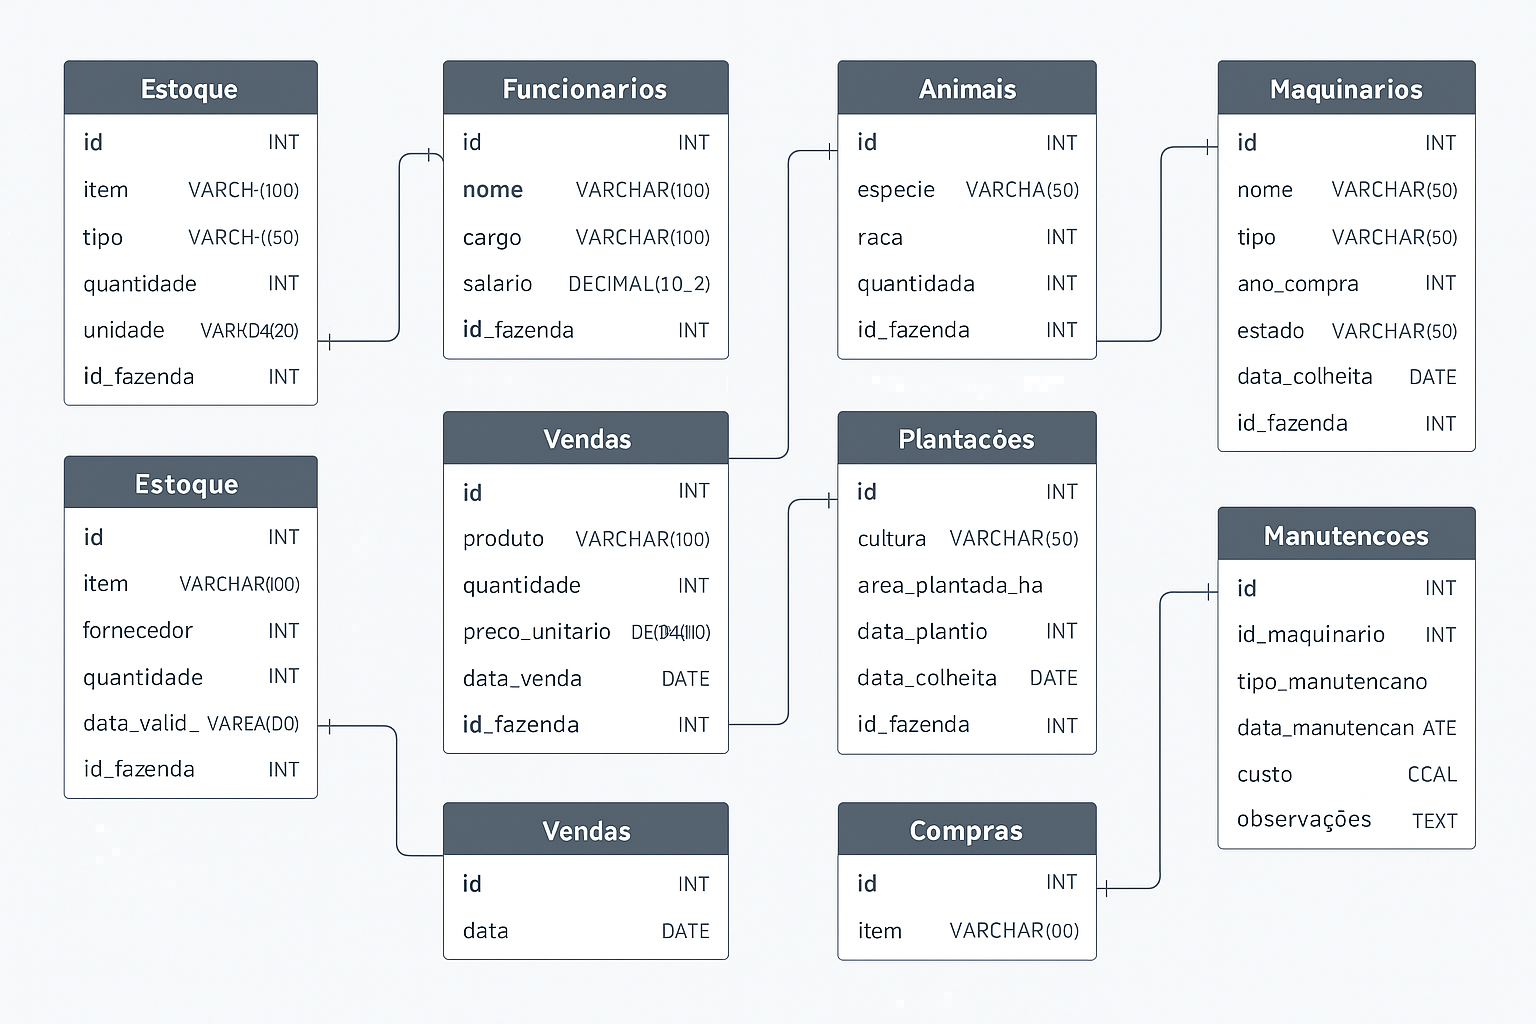 Estoque
id INT
item VARCH-(100)
tipo VARCH-((50)
quantidade INT
unidade VARKD4(20)
id_fazenda INT
Funcionarios
id INT
nome VARCHAR(100)
cargo VARCHAR(100)
salario DECIMAL(10_2)
id_fazenda INT
Animais
id INT
especie VARCHA(50)
raca INT
quantidada INT
id_fazenda INT
Maquinarios
id INT
nome VARCHAR(50)
tipo VARCHAR(50)
ano_compra INT
estado VARCHAR(50)
data_colheita DATE
id_fazenda INT
Estoque
id INT
item VARCHAR(I00)
fornecedor INT
quantidade INT
data_valid_ VAREA(D0)
id_fazenda INT
Vendas
id INT
produto VARCHAR(100)
quantidade INT
preco_unitario
data_venda DATE
id_fazenda INT
Plantacȯes
id INT
cultura VARCHAR(50)
area_plantada_ha
data_plantio INT
data_colheita DATE
id_fazenda INT
Manutencoes
id INT
id_maquinario INT
tipo_manutencano
data_manutencan ATE
custo CCAL
observações TEXT
Vendas
id INT
data DATE
Compras
id INT
item VARCHAR(00)